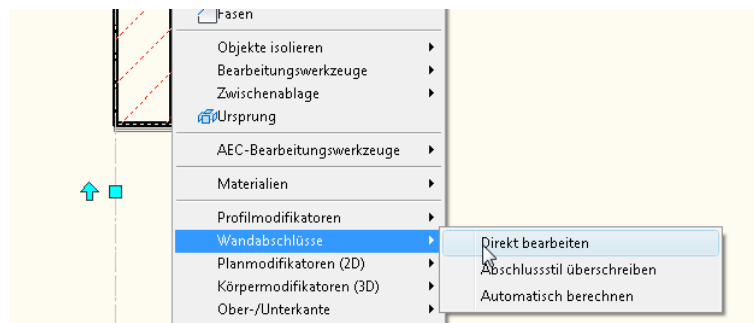 Fasen
Objekte isolieren
Bearbeitungswerkzeuge
Zwischenablage
Ursprung
AEC-Bearbeitungswerkzeuge
Materialien
Profilmodifikatoren
Wandabschlüsse
Planmodifikatoren (2D)
Körpermodifikatoren (3D)
Ober-/Unterkante
Direkt bearbeiten
Abschlussstil überschreiben
Automatisch berechnen